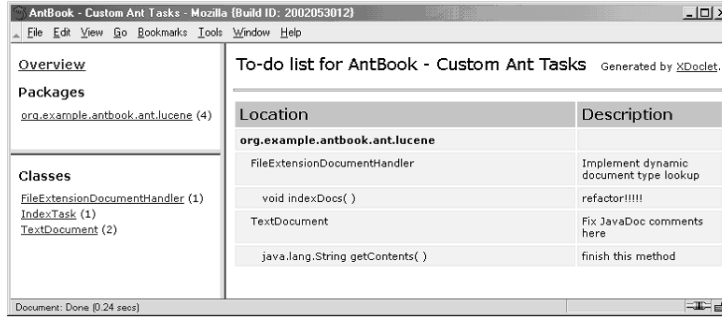 AntBook - Custom Ant Tasks - Mozilla {Build ID: 2002053012}
File Edit View Go Bookmarks Tools Window Help
Overview
Packages
org.example.antbook.ant.lucene (4)
Classes
FileExtensionDocumentHandler (1)
IndexTask (1)
TextDocument (2)
To-do list for AntBook - Custom Ant Tasks Generated by XDoclet.
Location Description
org.example.antbook.ant.lucene
FileExtensionDocumentHandler Implement dynamic
document type lookup
void indexDocs( ) refactor!!!!!
TextDocument Fix JavaDoc comments
here
java.lang.String getContents( ) finish this method
Document: Done (0.24 secs)